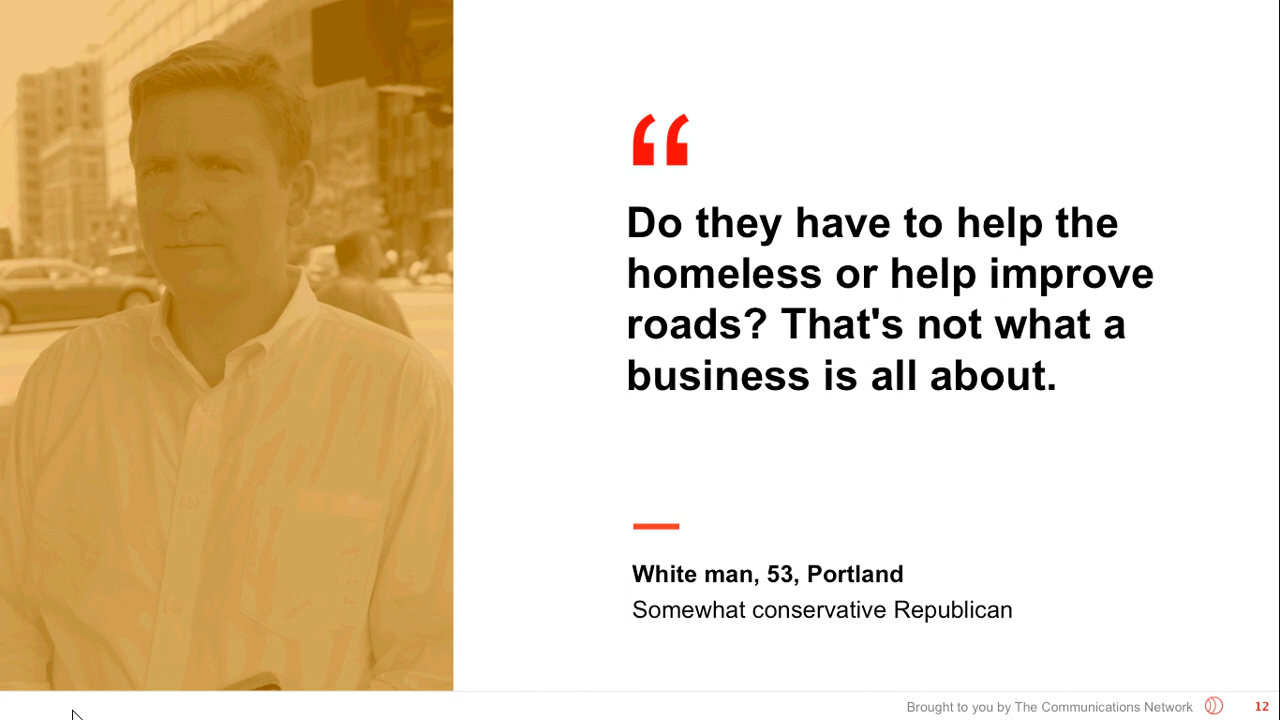 “
Do they have to help the
homeless or help improve
roads? That's not what a
business is all about.
White man, 53, Portland
Somewhat conservative Republican
Brought to you by The Communications Network
12